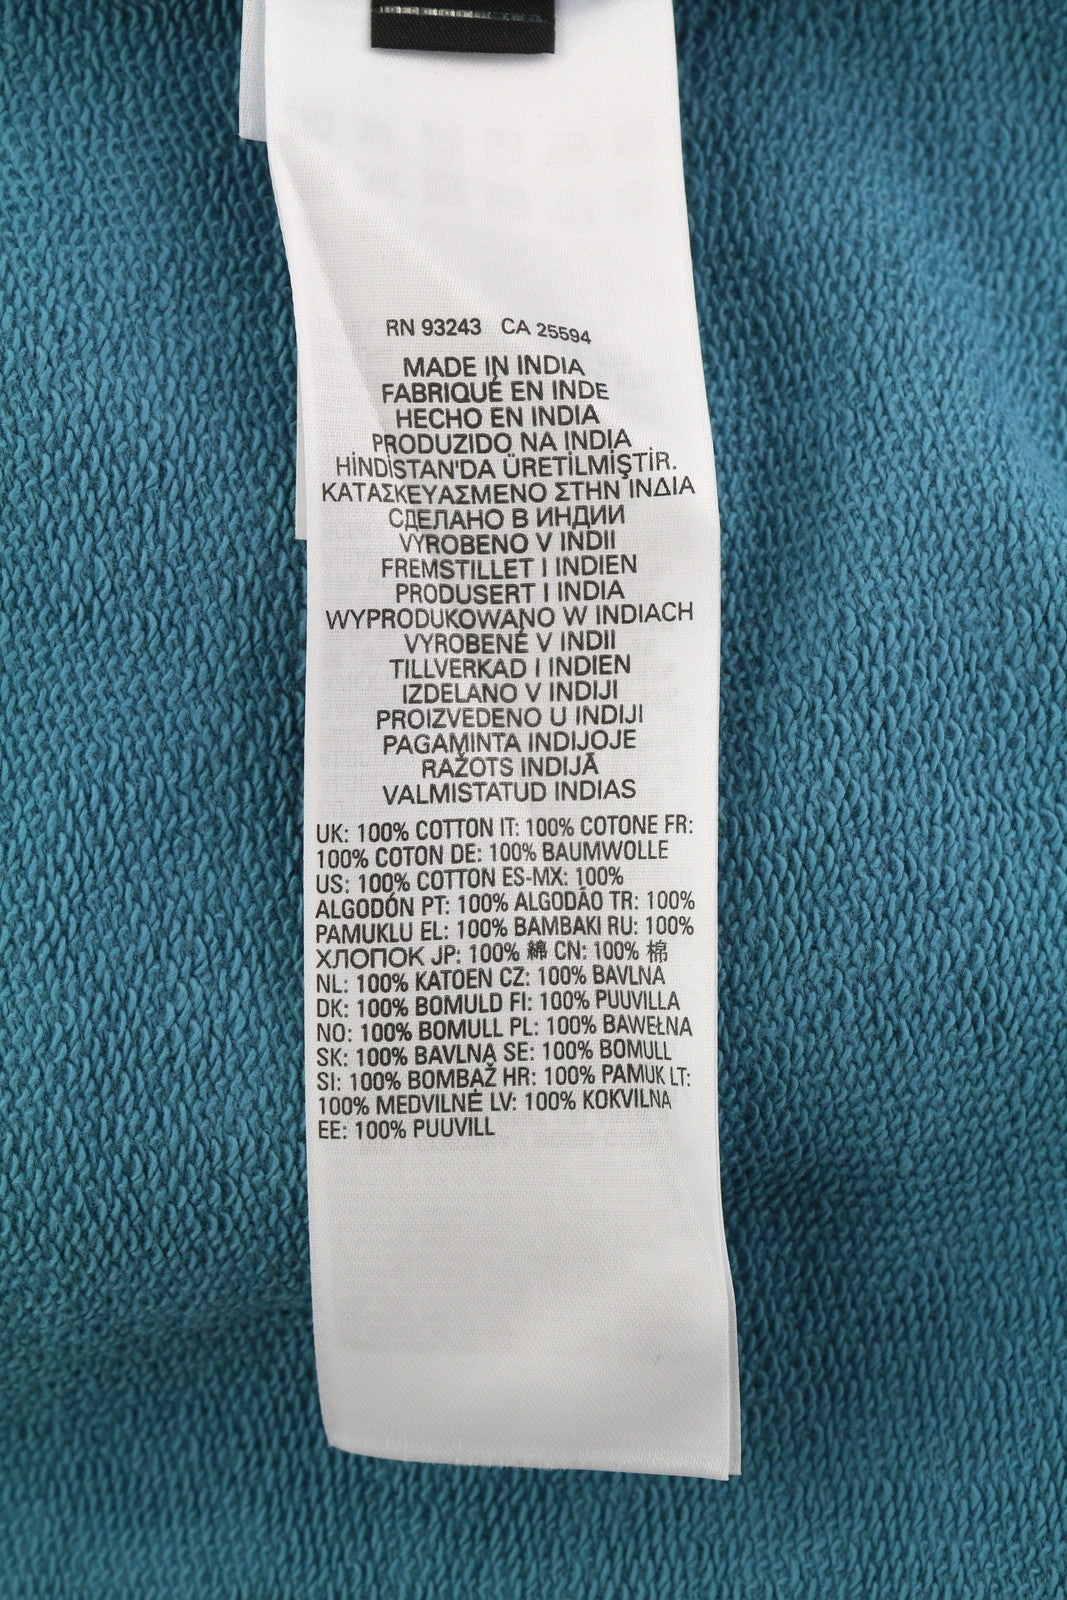 RN 93243 CA 25594
MADE IN INDIA
FABRIQUÉ EN INDE
HECHO EN INDIA
PRODUZIDO NA INDIA
HİNDİSTAN'DA ÜRETİLMİŞTİR.
ΚΑΤΑΣΚΕΥΑΣΜΕΝΟ ΣΤΗΝ ΙΝΔΙΑ
СДЕЛАНО В ИНДИИ
VYROBENO V INDII
FREMSTILLET I INDIEN
PRODUSERT I INDIA
WYPRODUKOWANO W INDIACH
VYROBENÉ V INDII
TILLVERKAD I INDIEN
IZDELANO V INDIJI
PROIZVEDENO U INDIJI
PAGAMINTA INDIJOJE
RAŽOTS INDIJĀ
VALMISTATUD INDIAS
UK: 100% COTTON IT: 100% COTONE FR:
100% COTON DE: 100% BAUMWOLLE
US: 100% COTTON ES-MX: 100%
ALGODÓN PT: 100% ALGODÃO TR: 100%
PAMUKLU EL: 100% ΒΑΜΒΑΚΙ RU: 100%
ХЛОПОК JP: 100% 綿 CN: 100% 棉
NL: 100% KATOEN CZ: 100% BAVLNA
DK: 100% BOMULD FI: 100% PUUVILLA
NO: 100% BOMULL PL: 100% BAWEŁNA
SK: 100% BAVLNA SE: 100% BOMULL
SI: 100% BOMBAŽ HR: 100% PAMUK LT:
100% MEDVILNĖ LV: 100% KOKVILNA
EE: 100% PUUVILL